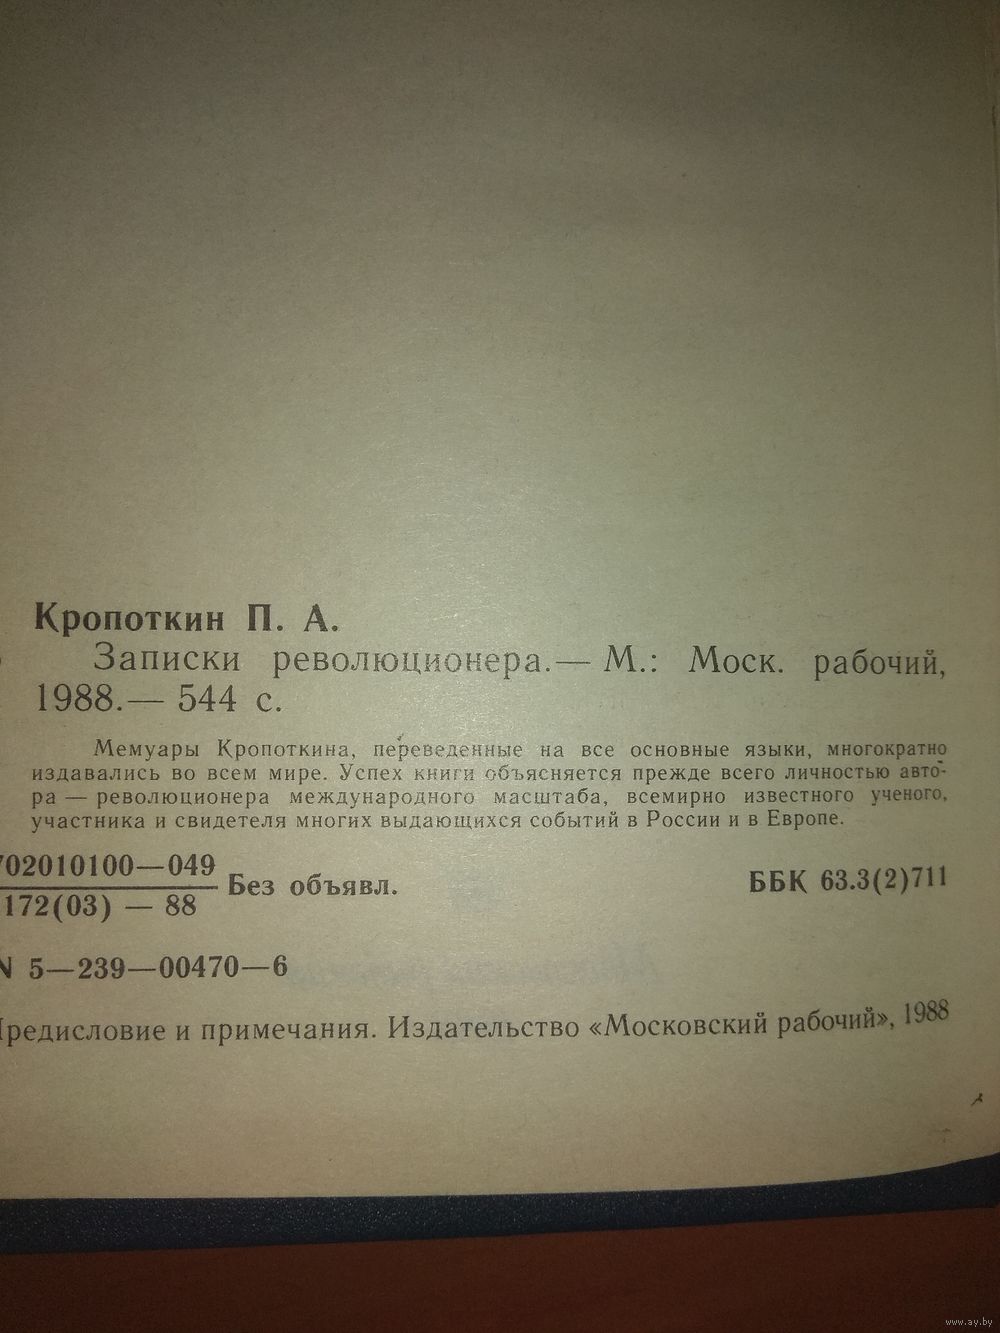 Кропоткин П. А.
Записки революционера.— М.: Моск. рабочий,
1988.— 544 с.
Мемуары Кропоткина, переведенные на все основные языки, многократно
издавались во всем мире. Успех книги объясняется прежде всего личностью авто-
ра — революционера международного масштаба, всемирно известного ученого,
участника и свидетеля многих выдающихся событий в России и в Европе.
702010100—049
172(03) — 88
Без объявл.
ББК 63.3(2)711
N 5—239—00470—6
Предисловие и примечания. Издательство «Московский рабочий», 1988
www.ay.by